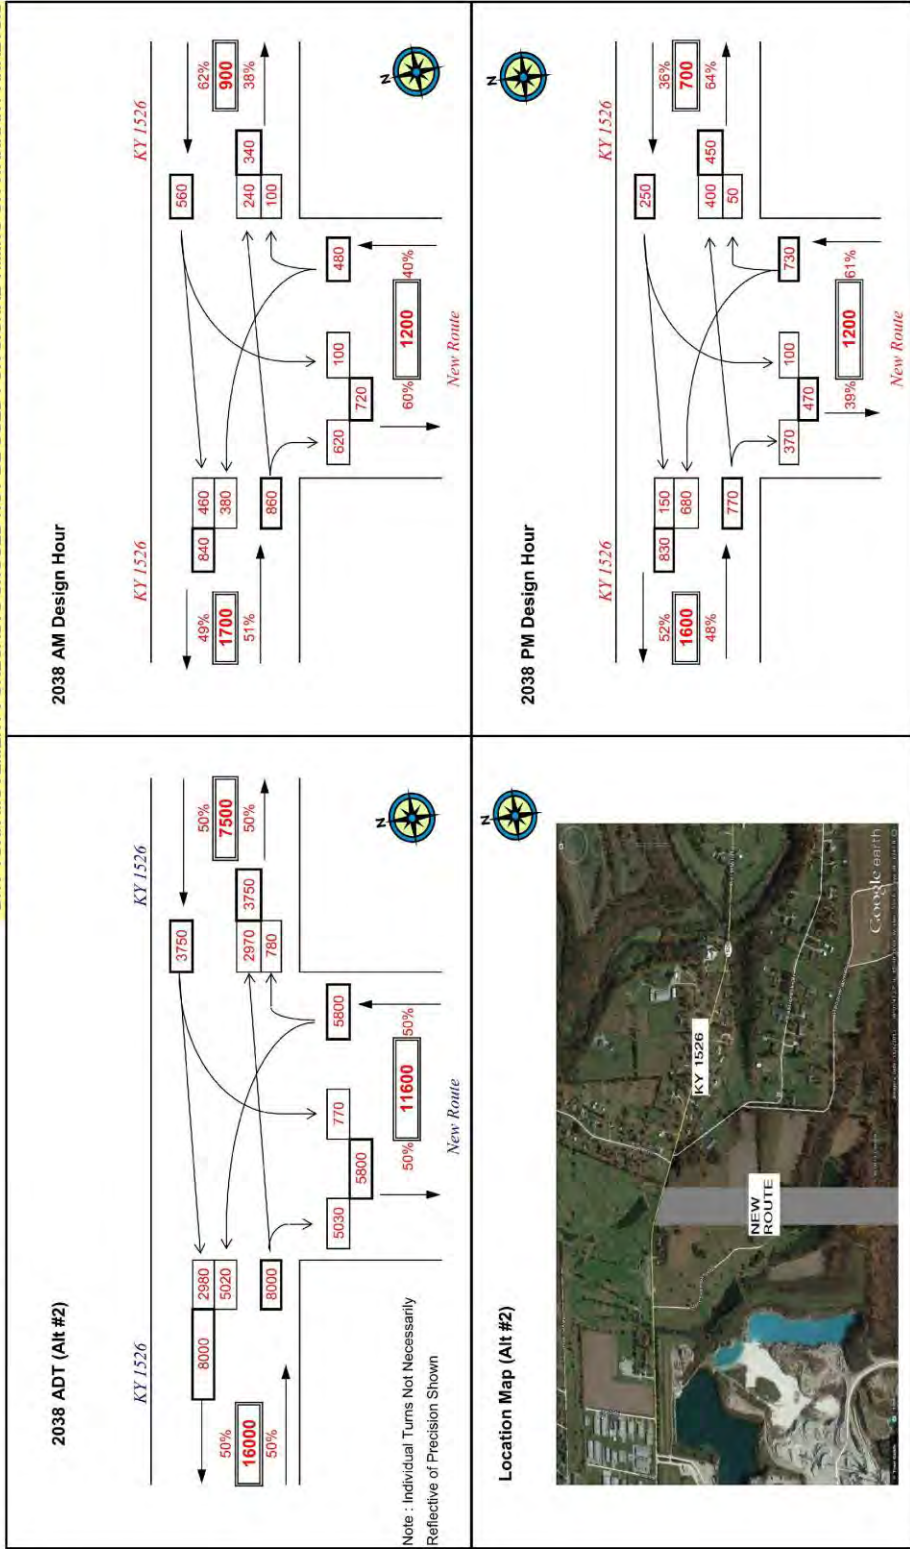 2038 ADT (Alt #2)
KY 1526
KY 1526
3750
50%
7500
50%
8000
2980
5020
50%
16000
50%
8000
2970
3750
780
5030
770
5800
5800
50%
11600
50%
New Route
Note : Individual Turns Not Necessarily
Reflective of Precision Shown
N
2038 AM Design Hour
KY 1526
KY 1526
560
62%
900
38%
840
460
380
49%
1700
51%
860
240
340
100
620
100
720
480
60%
1200
40%
New Route
N
Location Map (Alt #2)
N
KY 1526
NEW
ROUTE
Google earth
2038 PM Design Hour
KY 1526
KY 1526
250
36%
700
64%
830
150
680
52%
1600
48%
770
400
450
50
370
100
470
730
39%
1200
61%
New Route
N